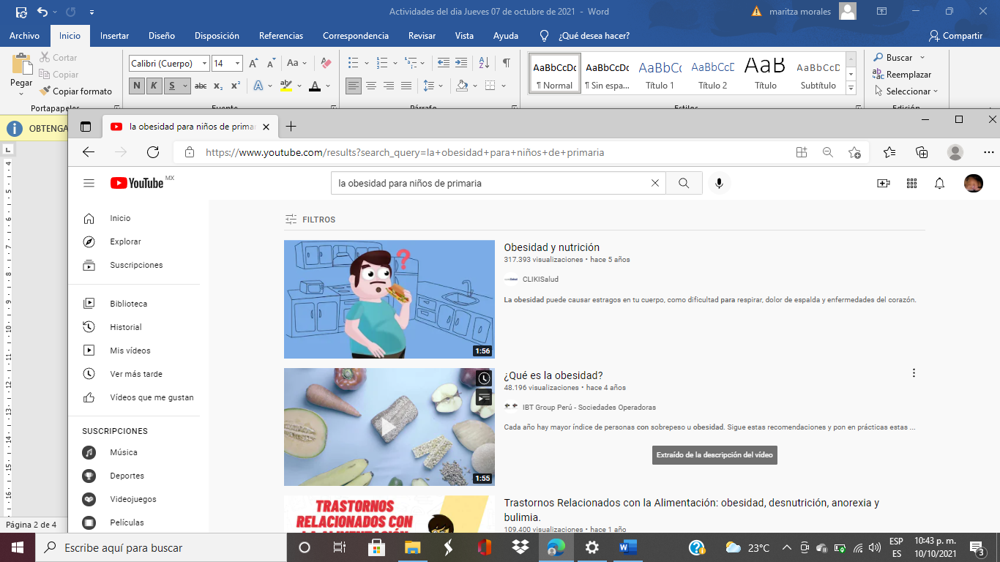 Actividades del dia Jueves 07 de octubre de 2021 - Word
maritza morales
Archivo Inicio Insertar Diseño Disposición Referencias Correspondencia Revisar Vista Ayuda ¿Qué desea hacer? Compartir
Pegar
Cortar
Copiar
Copiar formato
Portapapeles
Calibri (Cuerpo) 14
N K S abc x₂ x²
Fuente
Párrafo
AaBbCcDc ¶ Normal
AaBbCcDc ¶ Sin espa...
AaBbCc Título 1
AaBbCcD Título 2
AaB Título
AaBbCcD Subtítulo
Estilos
Buscar
Reemplazar
Seleccionar
Edición
OBTENGA
la obesidad para niños de prima
https://www.youtube.com/results?search_query=la+obesidad+para+niños+de+primaria
YouTube MX
la obesidad para niños de primaria
Inicio
Explorar
Suscripciones
Biblioteca
Historial
Mis vídeos
Ver más tarde
Vídeos que me gustan
SUSCRIPCIONES
Música
Deportes
Videojuegos
Películas
FILTROS
?
1:56
Obesidad y nutrición
317.393 visualizaciones • hace 5 años
CLIKISalud
La obesidad puede causar estragos en tu cuerpo, como dificultad para respirar, dolor de espalda y enfermedades del corazón.
1:55
¿Qué es la obesidad?
48.196 visualizaciones • hace 4 años
IBT Group Perú - Sociedades Operadoras
Cada año hay mayor índice de personas con sobrepeso u obesidad. Sigue estas recomendaciones y pon en prácticas estas ...
Extraído de la descripción del vídeo
TRASTORNOS
RELACIONADOS CON
LA ALIMENTACIÓN
Trastornos Relacionados con la Alimentación: obesidad, desnutrición, anorexia y
bulimia.
109.400 visualizaciones • hace 1 año
Página 2 de 4
Escribe aquí para buscar
23°C
ESP
ES
10:43 p. m.
10/10/2021
3